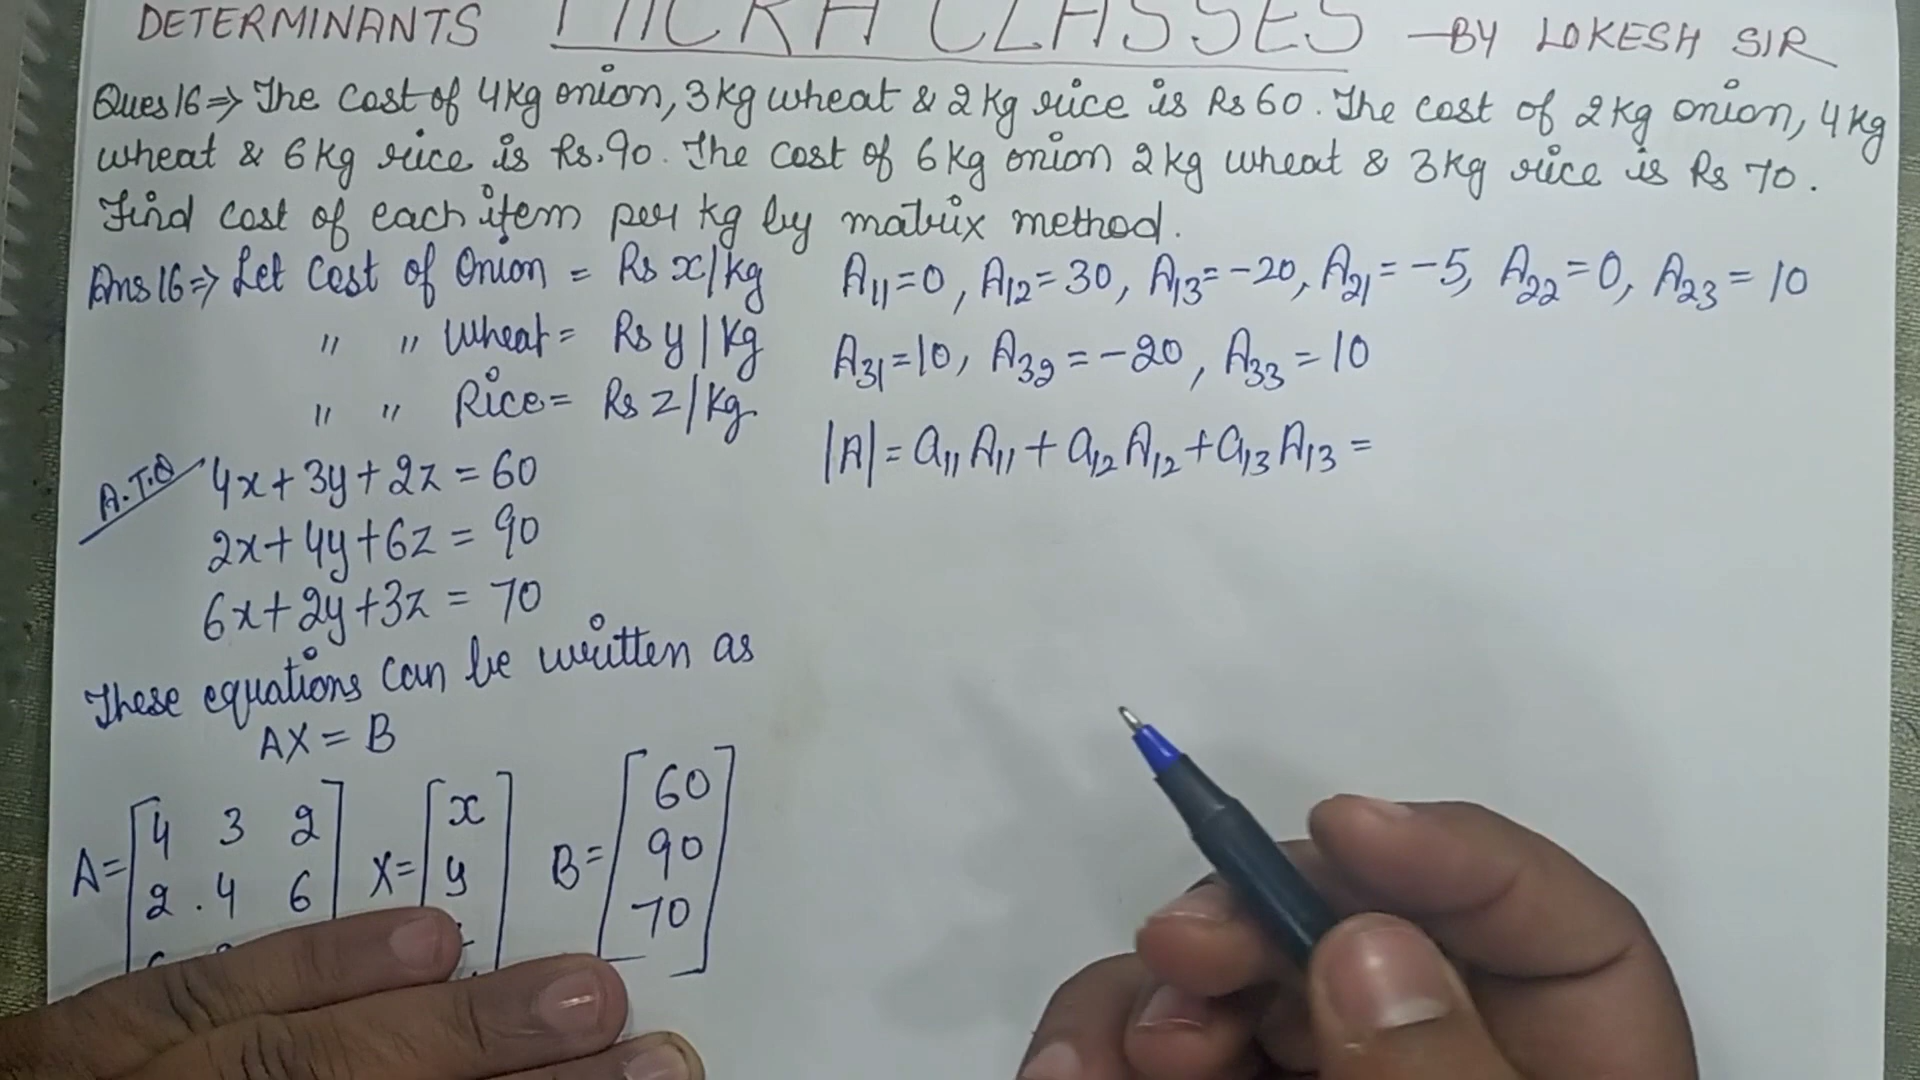 DETERMINANTS MICRA CLASSES - BY LOKESH SIR
Ques 16 ⇒ The cost of 4kg onion, 3kg wheat & 2kg rice is Rs 60. The cost of 2kg onion, 4kg
wheat & 6kg rice is Rs. 90. The cost of 6kg onion 2kg wheat & 3kg rice is Rs 70.
Find cost of each item per kg by matrix method.
Ans 16 ⇒ Let cost of Onion = Rs x/kg
" " Wheat = Rs y/kg
" " Rice = Rs z/kg.
A.T.Q 4x + 3y + 2z = 60
2x + 4y + 6z = 90
6x + 2y + 3z = 70
These equations can be written as
AX = B
A = [4 3 2
2 . 4 6
X = [x
y
B = [60
90
70]
A11 = 0, A12 = 30, A13 = -20, A21 = -5, A22 = 0, A23 = 10
A31 = 10, A32 = -20, A33 = 10
|A| = a11 A11 + a12 A12 + a13 A13 =